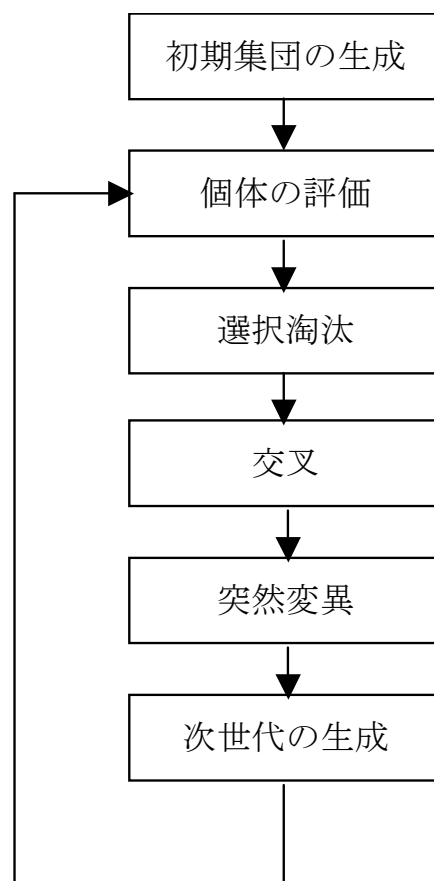 初期集団の生成
個体の評価
選択淘汰
交叉
突然変異
次世代の生成